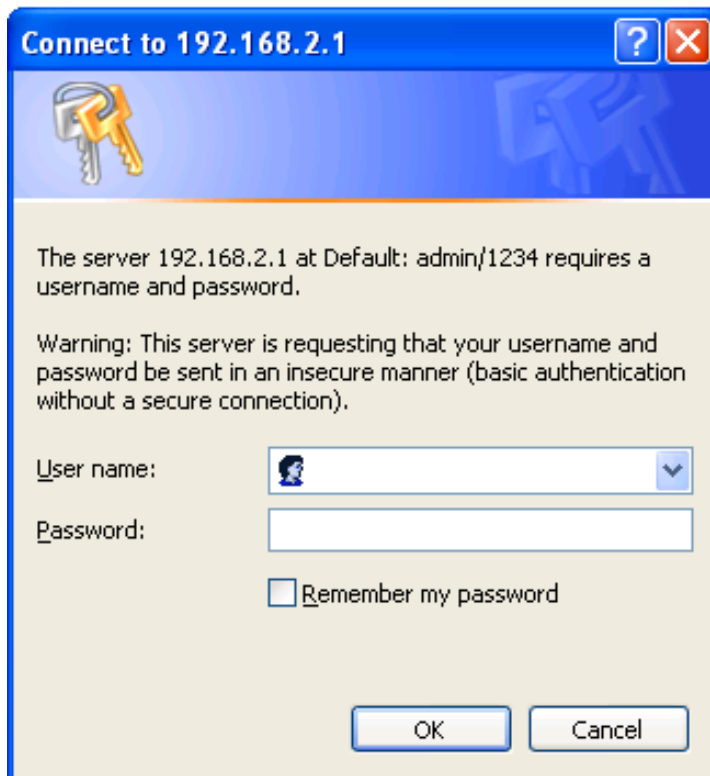 Connect to 192.168.2.1
?
The server 192.168.2.1 at Default: admin/1234 requires a
username and password.
Warning: This server is requesting that your username and
password be sent in an insecure manner (basic authentication
without a secure connection).
User name:
Password:
Remember my password
OK
Cancel